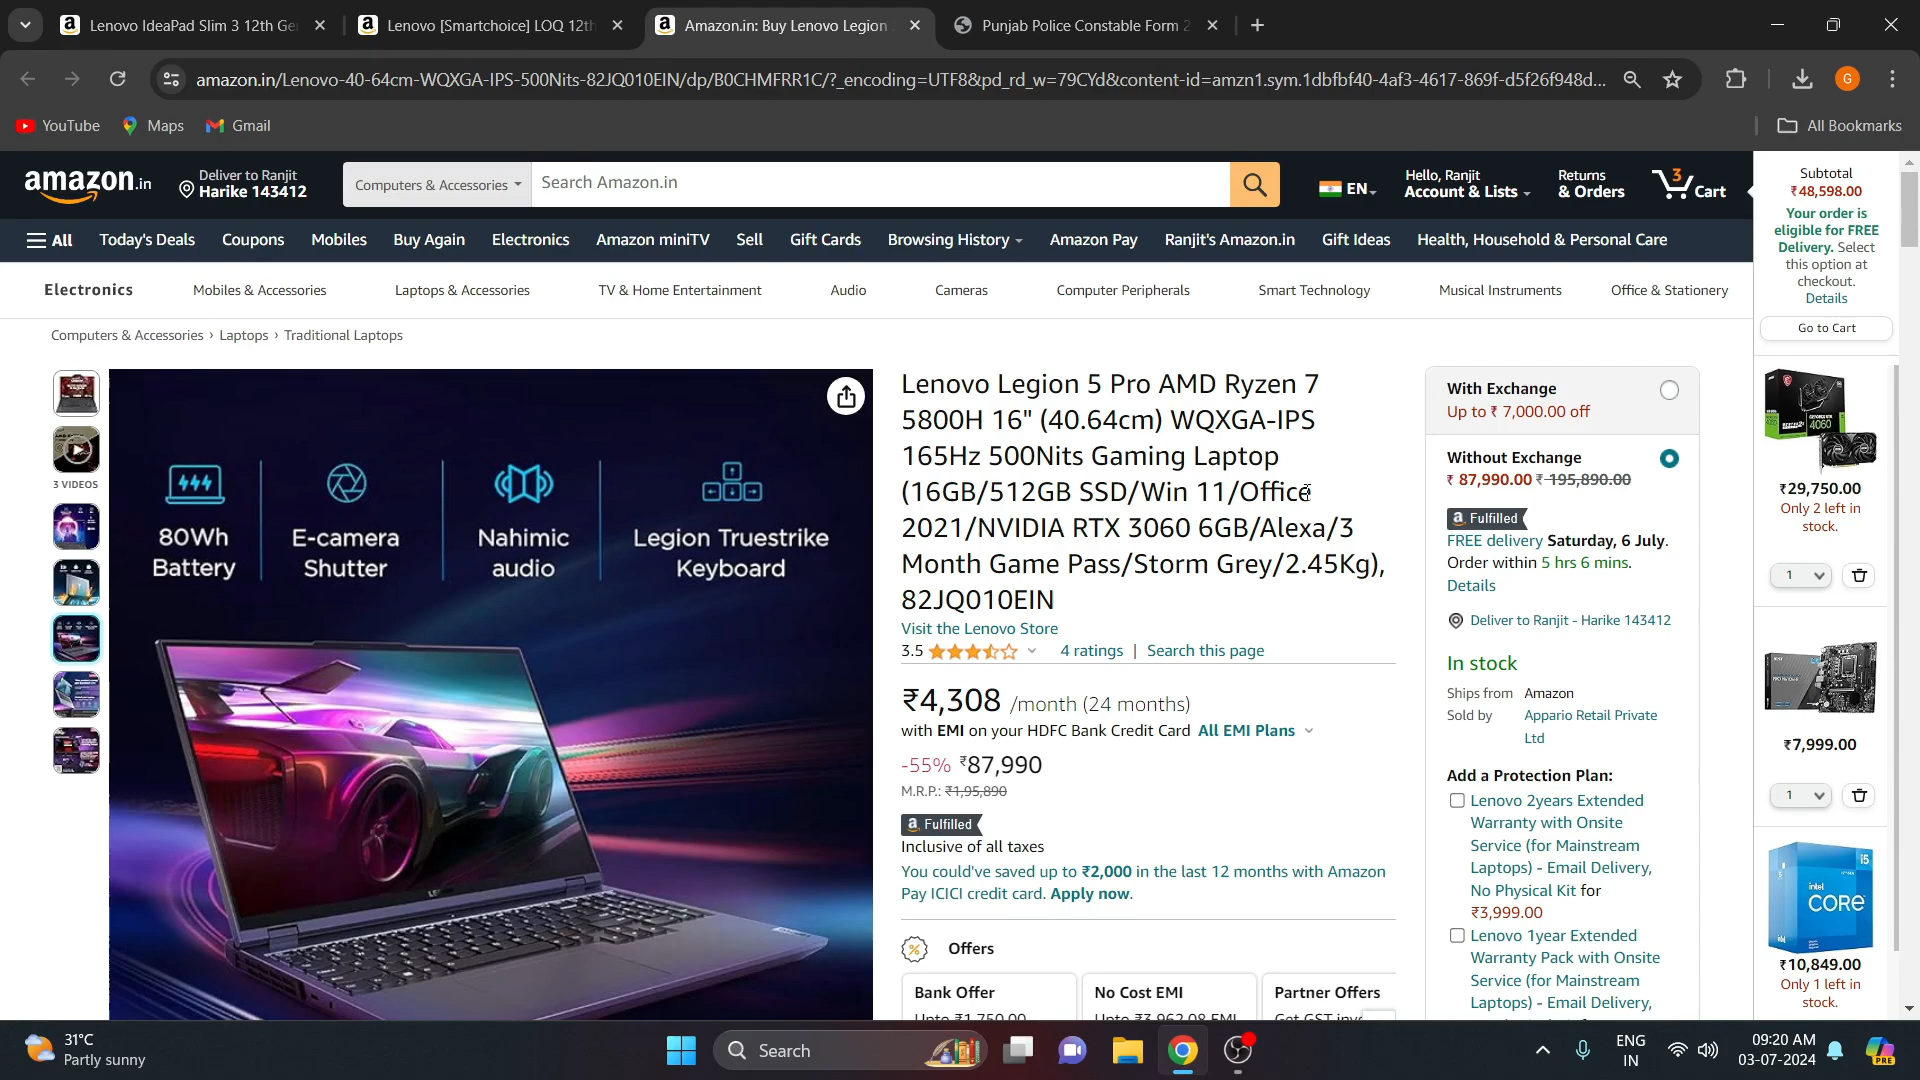 Lenovo IdeaPad Slim 3 12th Ge
Lenovo [Smartchoice] LOQ 12th
Amazon.in: Buy Lenovo Legion
Punjab Police Constable Form 2
amazon.in/Lenovo-40-64cm-WQXGA-IPS-500Nits-82JQ010EIN/dp/B0CHMFRR1C/?_encoding=UTF8&pd_rd_w=79CYd&content-id=amzn1.sym.1dbfbf40-4af3-4617-869f-d5f26f948d...
G
YouTube
Maps
Gmail
All Bookmarks
amazon.in
Deliver to Ranjit
Harike 143412
Computers & Accessories
Search Amazon.in
EN
Hello, Ranjit
Account & Lists
Returns
& Orders
3
Cart
All
Today's Deals
Coupons
Mobiles
Buy Again
Electronics
Amazon miniTV
Sell
Gift Cards
Browsing History
Amazon Pay
Ranjit's Amazon.in
Gift Ideas
Health, Household & Personal Care
Electronics
Mobiles & Accessories
Laptops & Accessories
TV & Home Entertainment
Audio
Cameras
Computer Peripherals
Smart Technology
Musical Instruments
Office & Stationery
Computers & Accessories › Laptops › Traditional Laptops
3 VIDEOS
80Wh
Battery
E-camera
Shutter
Nahimic
audio
Legion Truestrike
Keyboard
Lenovo Legion 5 Pro AMD Ryzen 7
5800H 16" (40.64cm) WQXGA-IPS
165Hz 500Nits Gaming Laptop
(16GB/512GB SSD/Win 11/Office
2021/NVIDIA RTX 3060 6GB/Alexa/3
Month Game Pass/Storm Grey/2.45Kg),
82JQ010EIN
Visit the Lenovo Store
3.5
4 ratings | Search this page
₹4,308 /month (24 months)
with EMI on your HDFC Bank Credit Card All EMI Plans
-55% ₹87,990
M.R.P.: ₹1,95,890
a Fulfilled
Inclusive of all taxes
You could've saved up to ₹2,000 in the last 12 months with Amazon
Pay ICICI credit card. Apply now.
Offers
Bank Offer
Upto ₹1,750.00
No Cost EMI
Upto ₹3,962.08 EMI
Partner Offers
Get GST invo
With Exchange
Up to ₹ 7,000.00 off
Without Exchange
₹ 87,990.00 ₹ 195,890.00
a Fulfilled
FREE delivery Saturday, 6 July.
Order within 5 hrs 6 mins.
Details
Deliver to Ranjit - Harike 143412
In stock
Ships from Amazon
Sold by Appario Retail Private
Ltd
Add a Protection Plan:
Lenovo 2years Extended
Warranty with Onsite
Service (for Mainstream
Laptops) - Email Delivery,
No Physical Kit for
₹3,999.00
Lenovo 1year Extended
Warranty Pack with Onsite
Service (for Mainstream
Laptops) - Email Delivery,
Subtotal
₹48,598.00
Your order is
eligible for FREE
Delivery. Select
this option at
checkout.
Details
Go to Cart
4060
₹29,750.00
Only 2 left in
stock.
1
₹7,999.00
1
intel
CORE
i5
₹10,849.00
Only 1 left in
stock.
31°C
Partly sunny
Search
ENG
IN
09:20 AM
03-07-2024
PRE